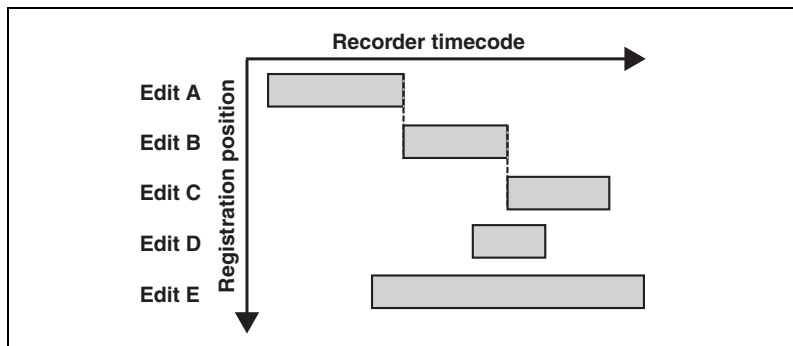 Recorder timecode
Registration position
Edit A
Edit B
Edit C
Edit D
Edit E